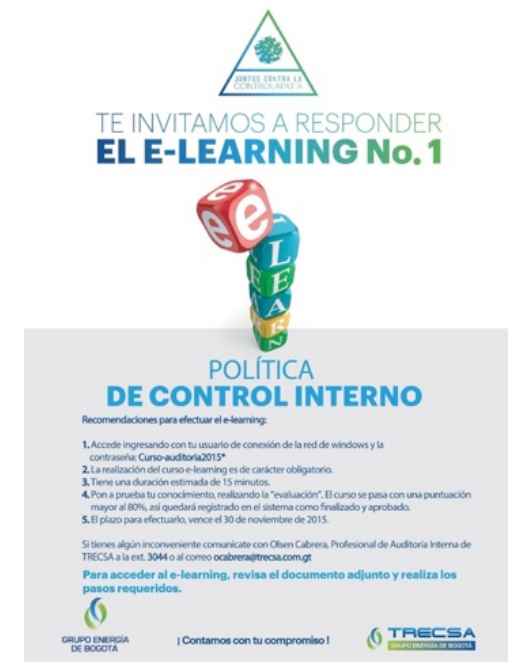 JUNTOS CONTRA LA
CONTROLAPATÍA
TE INVITAMOS A RESPONDER
EL E-LEARNING No. 1
e
e
e
L
E
A
R
N
POLÍTICA
DE CONTROL INTERNO
Recomendaciones para efectuar el e-learning:
1. Accede ingresando con tu usuario de conexión de la red de windows y la
contraseña: Curso-auditoria2015*
2. La realización del curso e-learning es de carácter obligatorio.
3. Tiene una duración estimada de 15 minutos.
4. Pon a prueba tu conocimiento, realizando la "evaluación". El curso se pasa con una puntuación
mayor al 80%, así quedará registrado en el sistema como finalizado y aprobado.
5. El plazo para efectuarlo, vence el 30 de noviembre de 2015.
Si tienes algún inconveniente comunicate con Olsen Cabrera, Profesional de Auditoría Interna de
TRECSA a la ext. 3044 o al correo ocabrera@trecsa.com.gt
Para acceder al e-learning, revisa el documento adjunto y realiza los
pasos requeridos.
GRUPO ENERGÍA
DE BOGOTÁ
¡ Contamos con tu compromiso !
TRECSA
GRUPO ENERGÍA DE BOGOTÁ